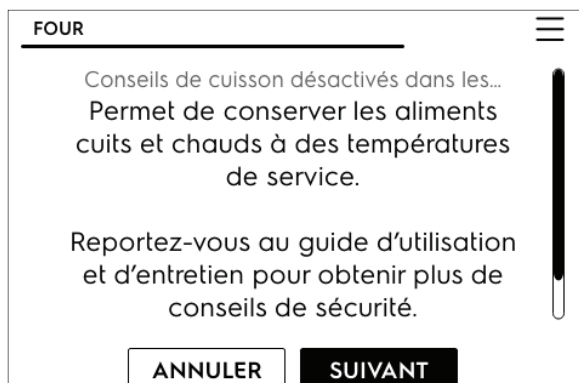 FOUR
Conseils de cuisson désactivés dans les...
Permet de conserver les aliments
cuits et chauds à des températures
de service.
Reportez-vous au guide d'utilisation
et d'entretien pour obtenir plus de
conseils de sécurité.
ANNULER SUIVANT